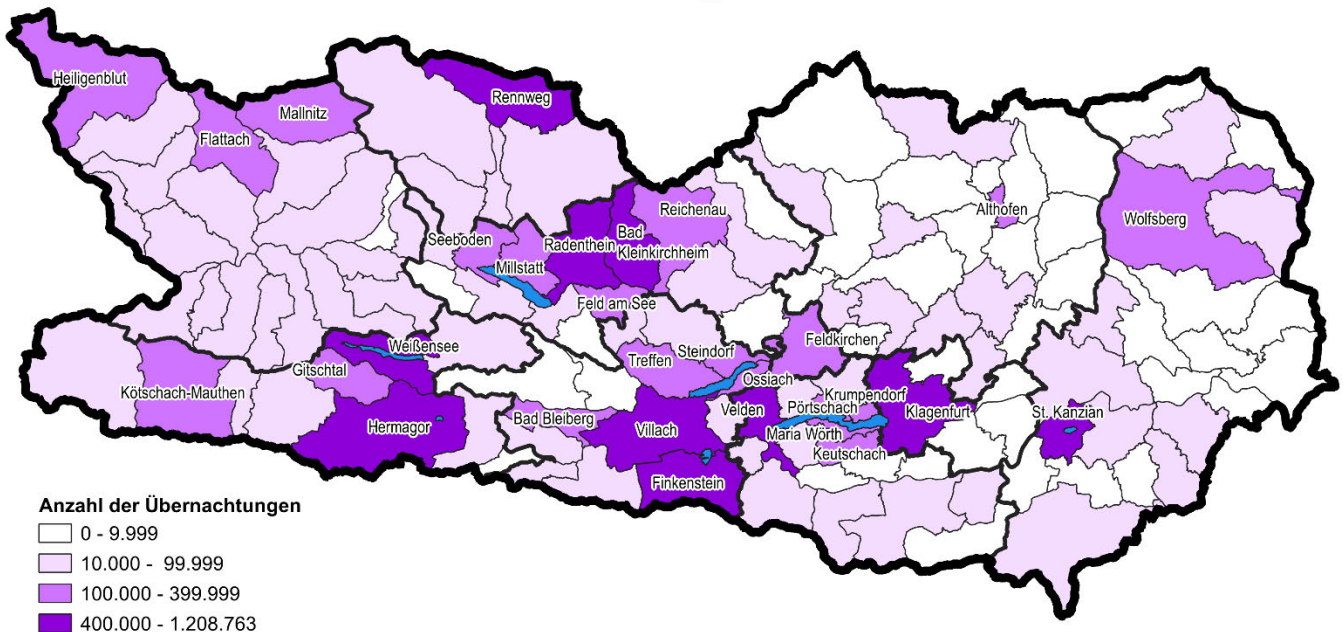 Heiligenblut
Rennweg
Mallnitz
Flattach
Reichenau
Althofen
Wolfsberg
Seeboden
Radenthein
Bad
Kleinkirchheim
Millstatt
Feld am See
Weißensee
Feldkirchen
Steindorf
Treffen
Gitschtal
Ossiach
Kötschach-Mauthen
Krumpendorf
Velden
Pörtschach
Klagenfurt
St. Kanzian
Bad Bleiberg
Hermagor
Villach
Maria Wörth
Keutschach
Finkenstein
Anzahl der Übernachtungen
0 - 9.999
10.000 - 99.999
100.000 - 399.999
400.000 - 1.208.763